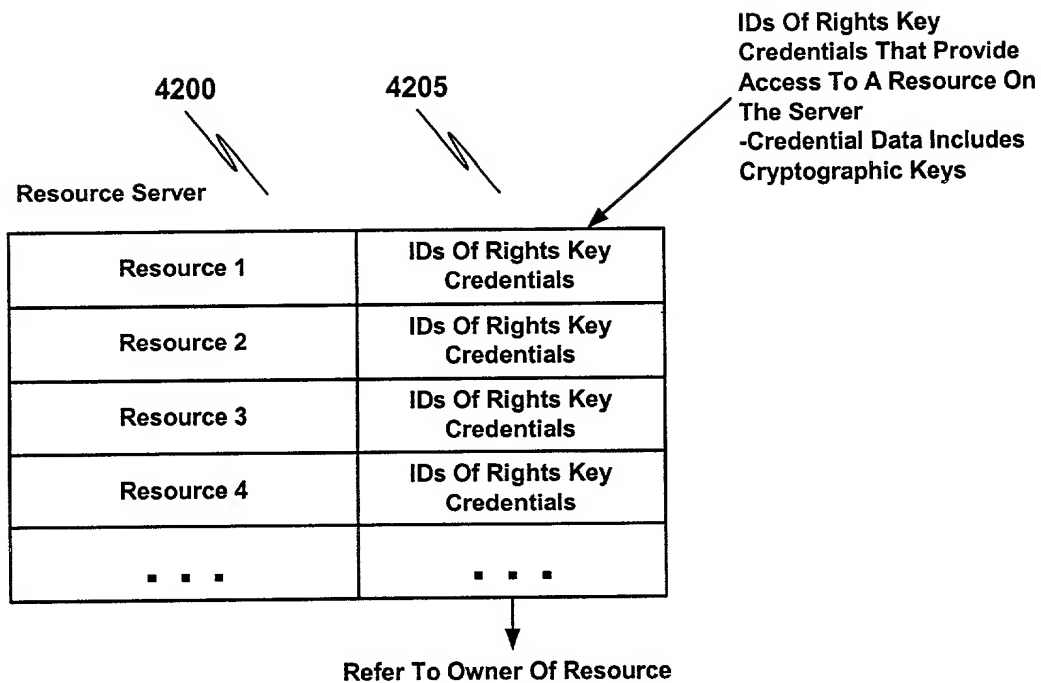 IDs Of Rights Key
Credentials That Provide
Access To A Resource On
The Server
-Credential Data Includes
Cryptographic Keys
4200
4205
Resource Server
Resource 1
IDs Of Rights Key
Credentials
Resource 2
IDs Of Rights Key
Credentials
Resource 3
IDs Of Rights Key
Credentials
Resource 4
IDs Of Rights Key
Credentials
. . .
. . .
Refer To Owner Of Resource